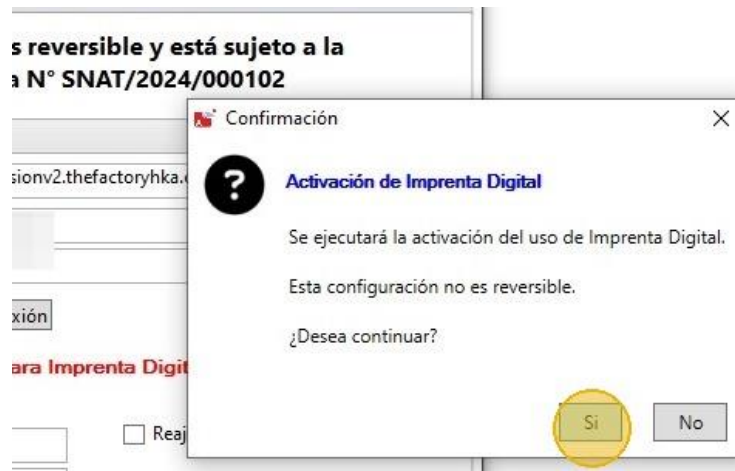 s reversible y está sujeto a la
a N° SNAT/2024/000102
Confirmación
sionv2.thefactoryhka.
Activación de Imprenta Digital
Se ejecutará la activación del uso de Imprenta Digital.
Esta configuración no es reversible.
¿Desea continuar?
xión
ara Imprenta Digit
Reaj
Si
No